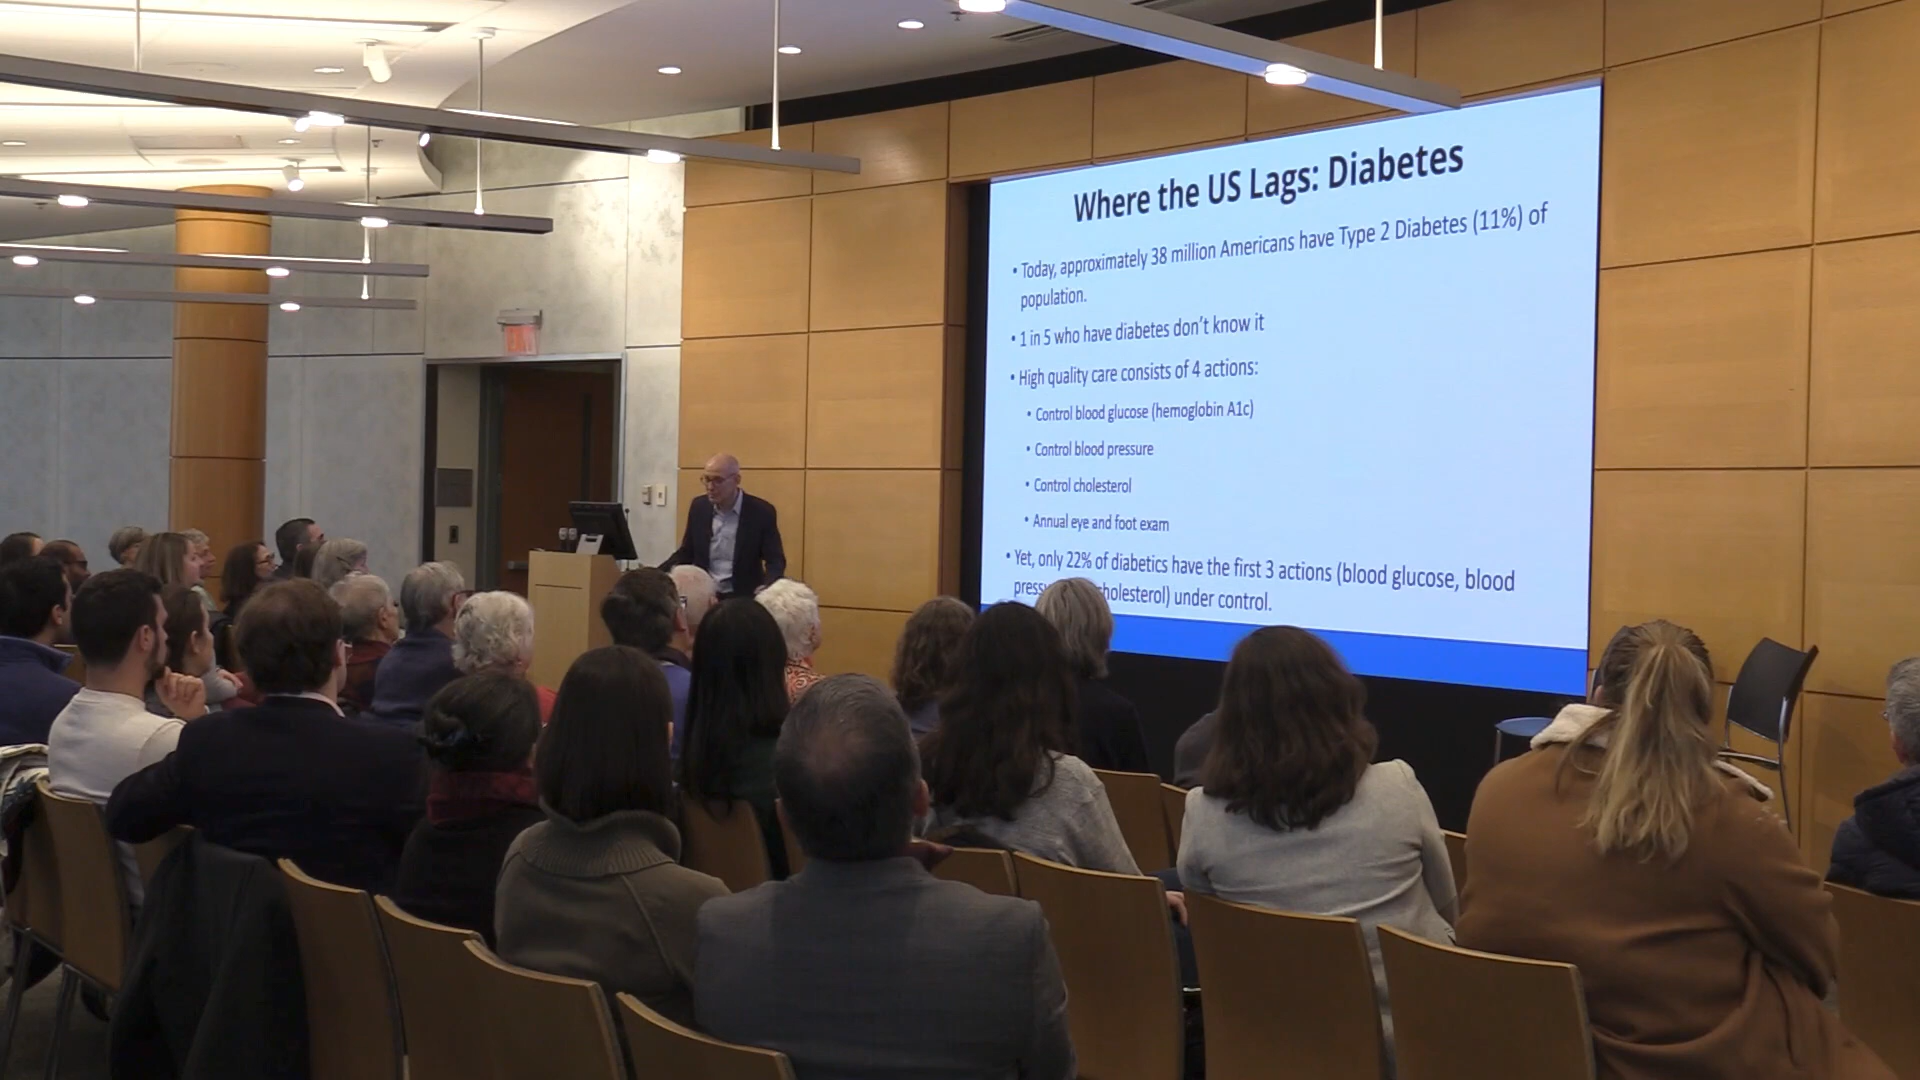 Where the US Lags: Diabetes
• Today, approximately 38 million Americans have Type 2 Diabetes (11%) of
population.
• 1 in 5 who have diabetes don't know it
• High quality care consists of 4 actions:
• Control blood glucose (hemoglobin A1c)
• Control blood pressure
• Control cholesterol
• Annual eye and foot exam
• Yet, only 22% of diabetics have the first 3 actions (blood glucose, blood
cholesterol) under control.